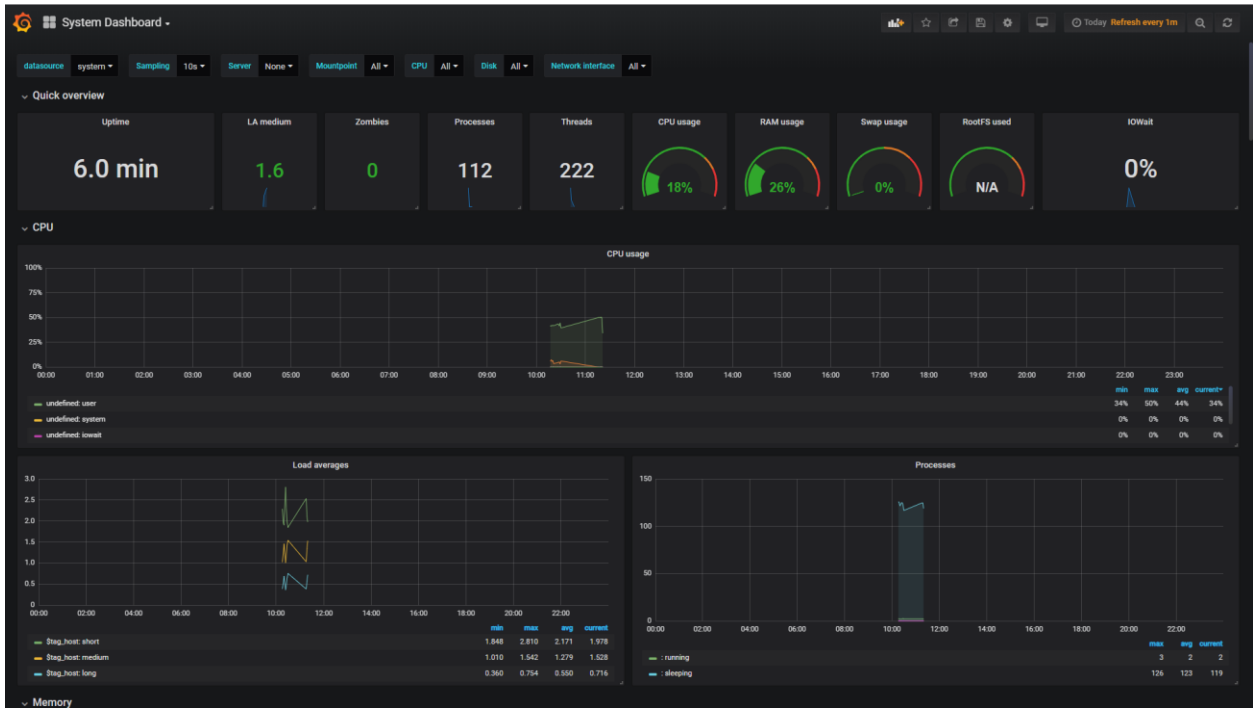 System Dashboard
Today Refresh every 1m
datasource system Sampling 10s Server None Mountpoint All CPU All Disk All Network interface All
Quick overview
Uptime LA medium Zombies Processes Threads CPU usage RAM usage Swap usage RootFS used IOWait
6.0 min 1.6 0 112 222 18% 26% 0% N/A 0%
CPU
CPU usage
100%
75%
50%
25%
0%
00:00 01:00 02:00 03:00 04:00 05:00 06:00 07:00 08:00 09:00 10:00 11:00 12:00 13:00 14:00 15:00 16:00 17:00 18:00 19:00 20:00 21:00 22:00 23:00
min max avg current
undefined: user 34% 50% 44% 34%
undefined: system 0% 0% 0% 0%
undefined: iowait 0% 0% 0% 0%
Load averages
3.0
2.5
2.0
1.5
1.0
0.5
0
00:00 02:00 04:00 06:00 08:00 10:00 12:00 14:00 16:00 18:00 20:00 22:00
min max avg current
$tag_host: short 1.848 2.810 2.171 1.978
$tag_host: medium 1.010 1.542 1.279 1.528
$tag_host: long 0.360 0.754 0.550 0.716
Processes
150
100
50
0
00:00 02:00 04:00 06:00 08:00 10:00 12:00 14:00 16:00 18:00 20:00 22:00
max avg current
: running 3 2 2
: sleeping 126 123 119
Memory